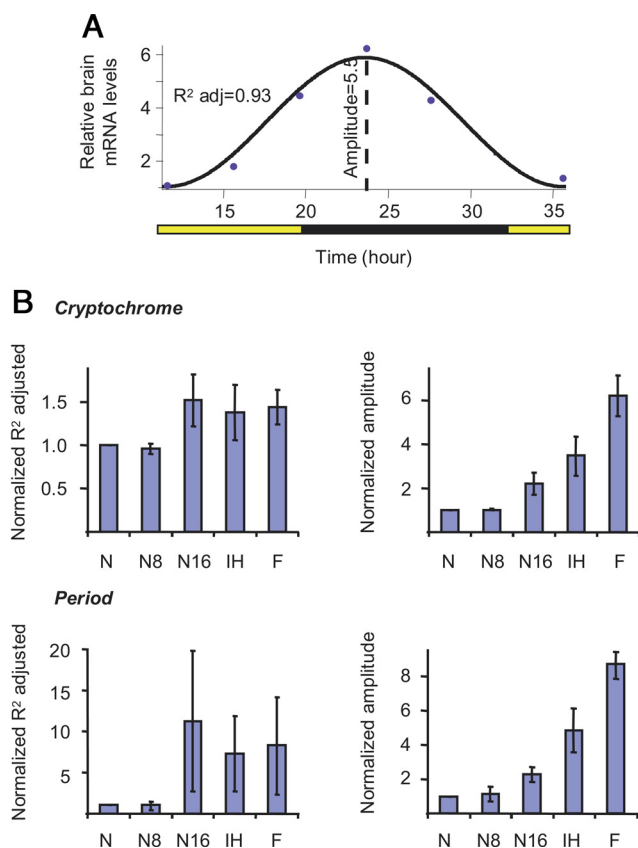 A
Relative brain
mRNA levels
6
4
2
R² adj=0.93
Amplitude=5.5
15
20
25
30
35
Time (hour)
B
Cryptochrome
Normalized R² adjusted
1.5
1.0
0.5
N N8 N16 IH F
Normalized amplitude
6
4
2
N N8 N16 IH F
Period
Normalized R² adjusted
20
15
10
5
N N8 N16 IH F
Normalized amplitude
8
6
4
2
N N8 N16 IH F